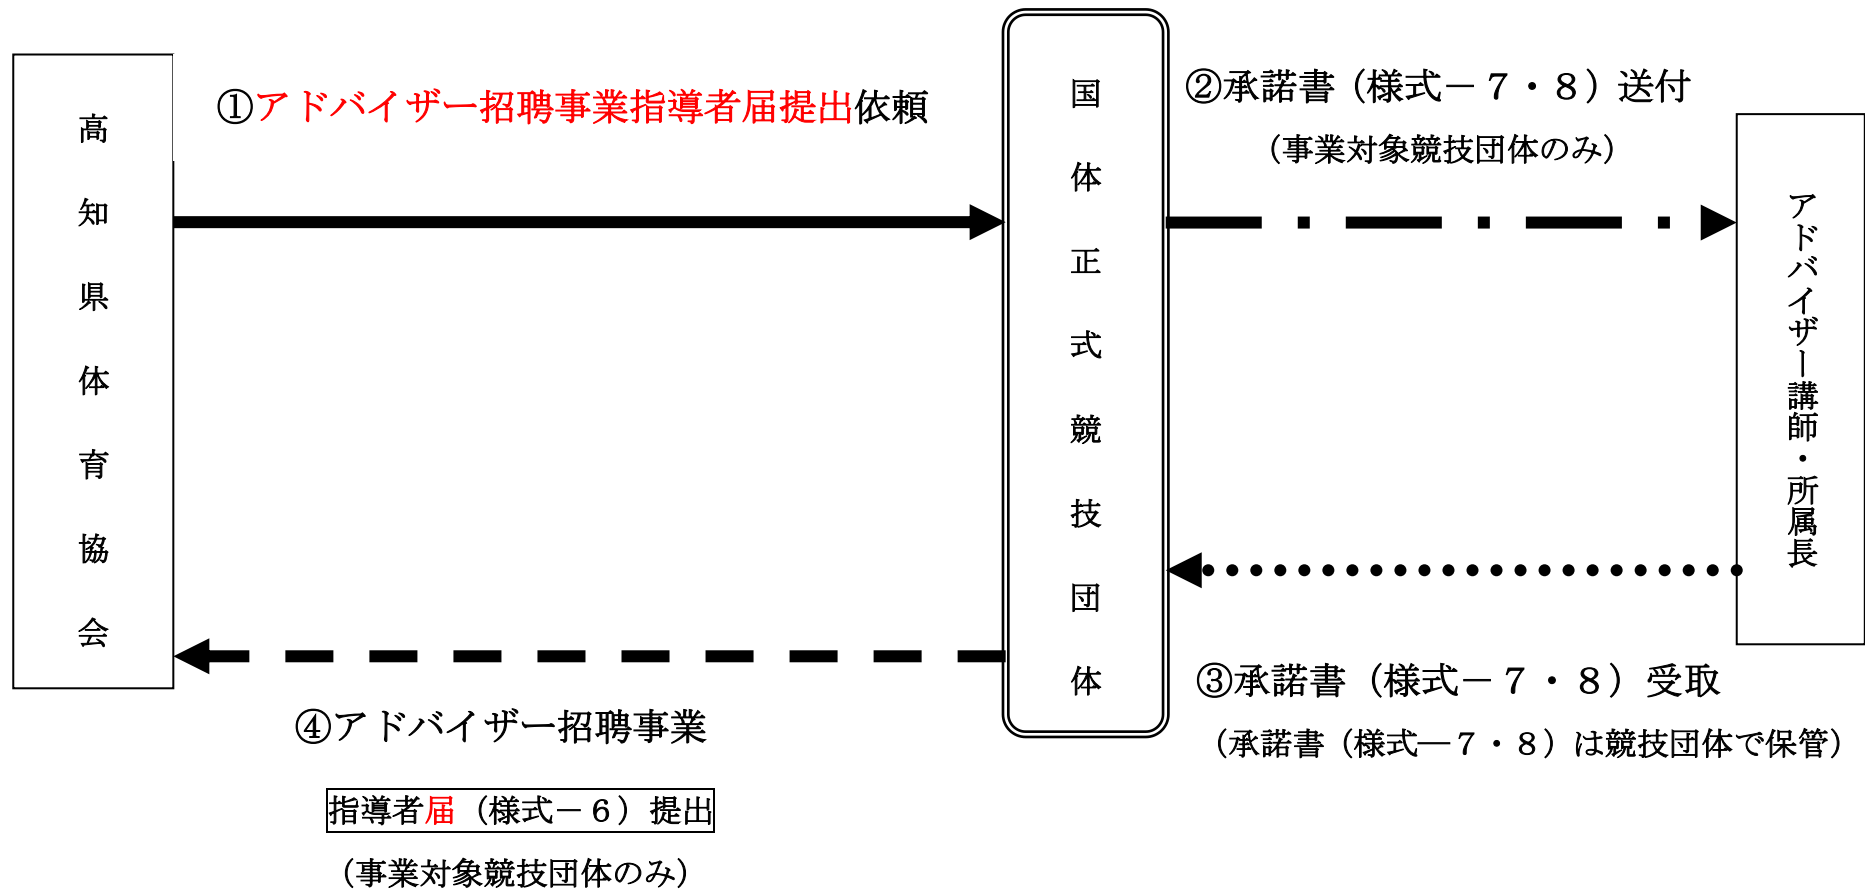 高知県体育協会
①アドバイザー招聘事業指導者届提出依頼
国体正式競技団体
②承諾書（様式－７・８）送付
（事業対象競技団体のみ）
アドバイザー講師・所属長
③承諾書（様式－７・８）受取
（承諾書（様式―７・８）は競技団体で保管）
④アドバイザー招聘事業
指導者届（様式－６）提出
（事業対象競技団体のみ）